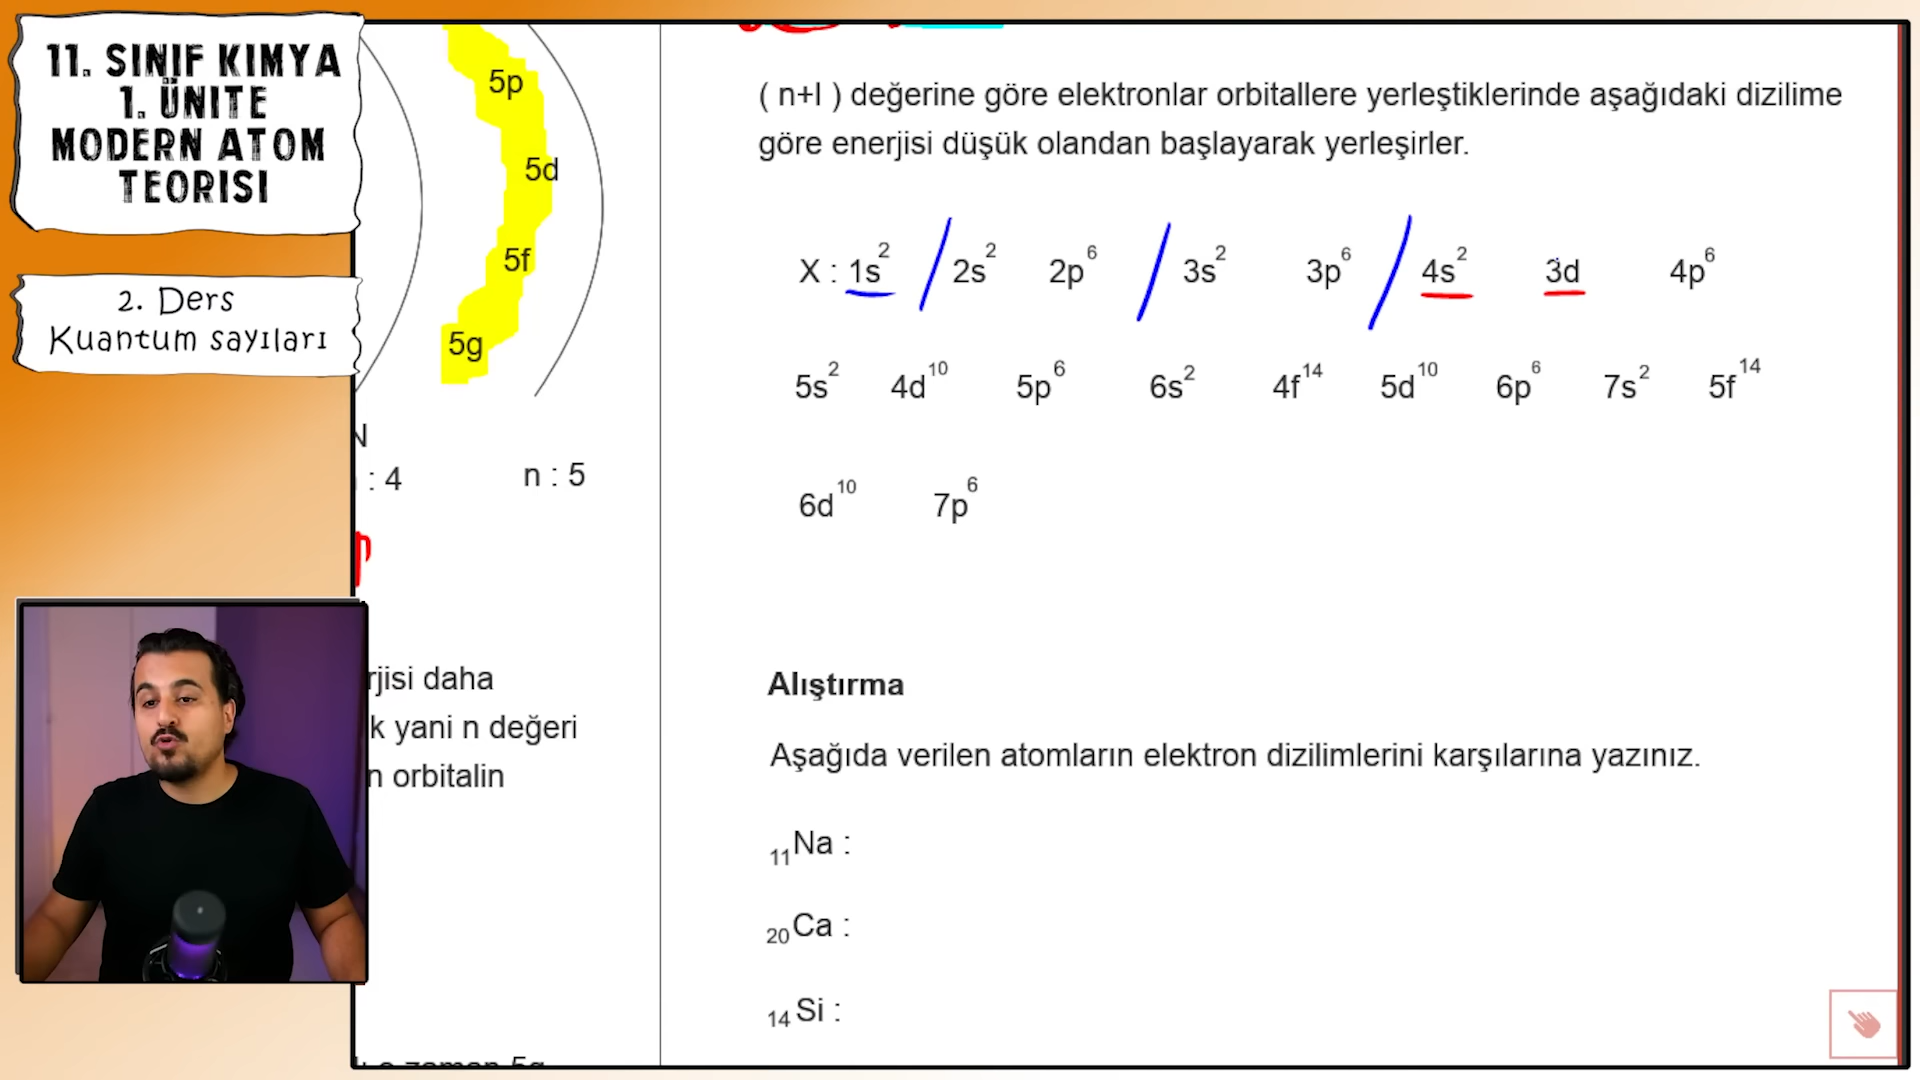 11. SINIF KIMYA
1. ÜNITE
MODERN ATOM
TEORISI
2. Ders
Kuantum sayıları
5p
5d
5f
5g
N
: 4
n : 5
rjisi daha
k yani n değeri
n orbitalin
( n+l ) değerine göre elektronlar orbitallere yerleştiklerinde aşağıdaki dizilime
göre enerjisi düşük olandan başlayarak yerleşirler.
X : 1s² 2s² 2p⁶ 3s² 3p⁶ 4s² 3d 4p⁶
5s² 4d¹⁰ 5p⁶ 6s² 4f¹⁴ 5d¹⁰ 6p⁶ 7s² 5f¹⁴
6d¹⁰ 7p⁶
Alıştırma
Aşağıda verilen atomların elektron dizilimlerini karşılarına yazınız.
₁₁Na :
₂₀Ca :
₁₄Si :